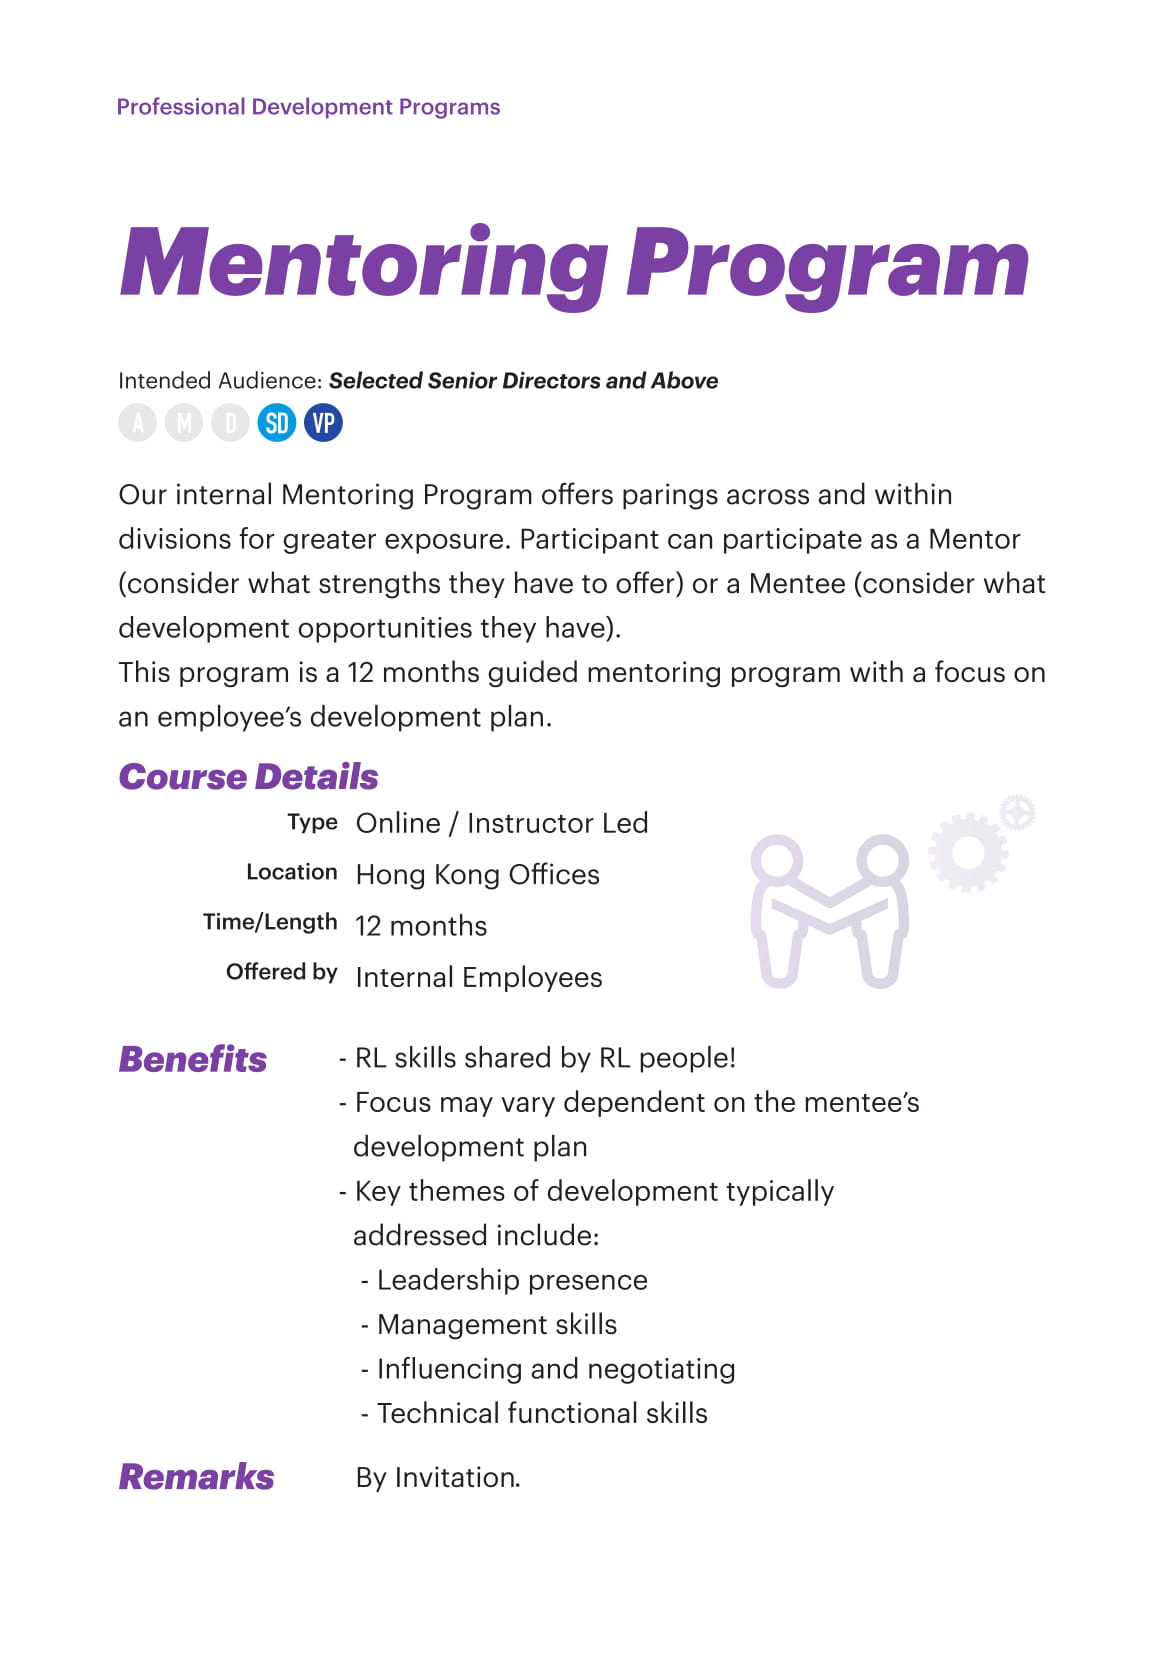 Professional Development Programs
Mentoring Program
Intended Audience: Selected Senior Directors and Above
A M D SD VP
Our internal Mentoring Program offers parings across and within
divisions for greater exposure. Participant can participate as a Mentor
(consider what strengths they have to offer) or a Mentee (consider what
development opportunities they have).
This program is a 12 months guided mentoring program with a focus on
an employee’s development plan.
Course Details
Type Online / Instructor Led
Location Hong Kong Offices
Time/Length 12 months
Offered by Internal Employees
Benefits - RL skills shared by RL people!
- Focus may vary dependent on the mentee’s
development plan
- Key themes of development typically
addressed include:
- Leadership presence
- Management skills
- Influencing and negotiating
- Technical functional skills
Remarks By Invitation.